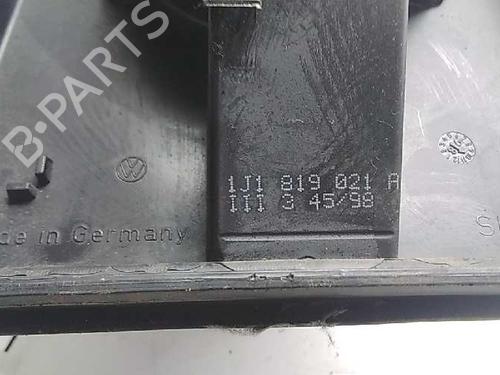 B-PARTS
1J1 819 021 A
III 3 45/98
de in Germany